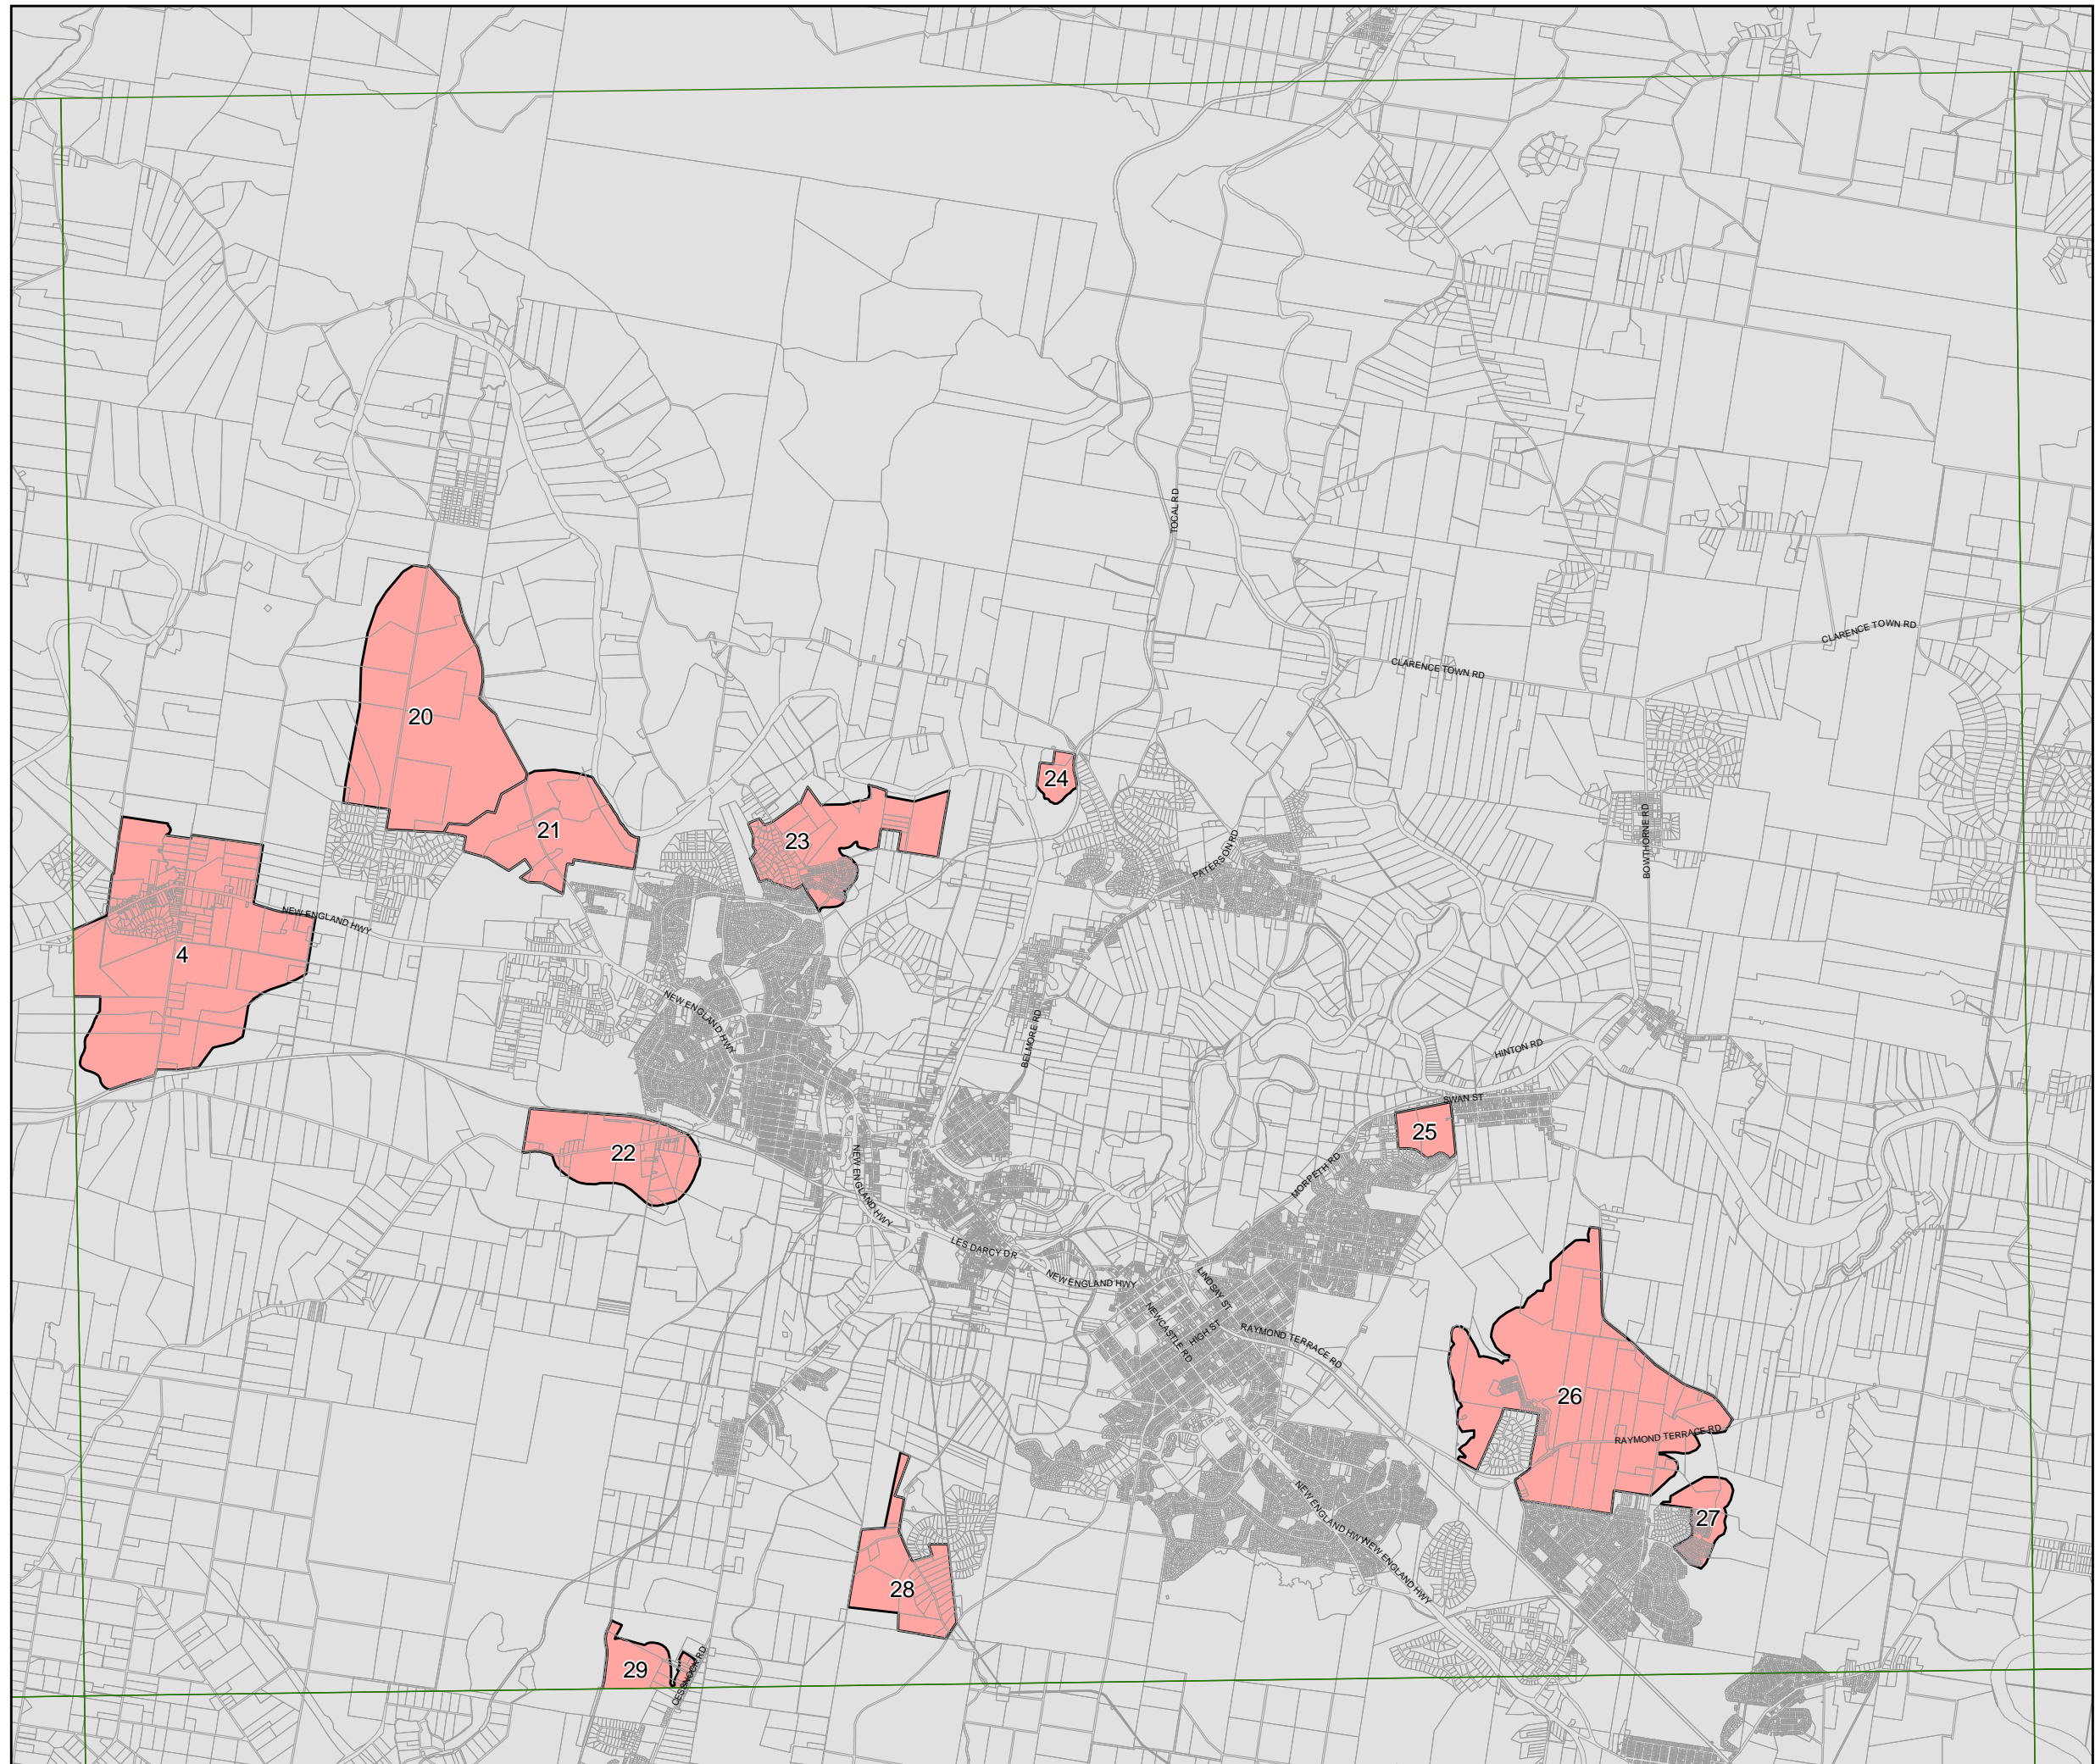 TOCAL RD
CLARENCE TOWN RD
CLARENCE TOWN RD
20
24
21
23
BOWTHORNE RD
PATERSON RD
NEW ENGLAND HWY
4
NEW ENGLAND HWY
BELMORE RD
HINTON RD
SWAN ST
25
22
MORPETH RD
NEW ENGLAND HWY
LES DARCY DR
NEW ENGLAND HWY
LINDSAY ST
NEWCASTLE RD
HIGH ST
RAYMOND TERRACE RD
26
RAYMOND TERRACE RD
NEW ENGLAND HWY
NEW ENGLAND HWY
27
28
29
CESSNOCK RD